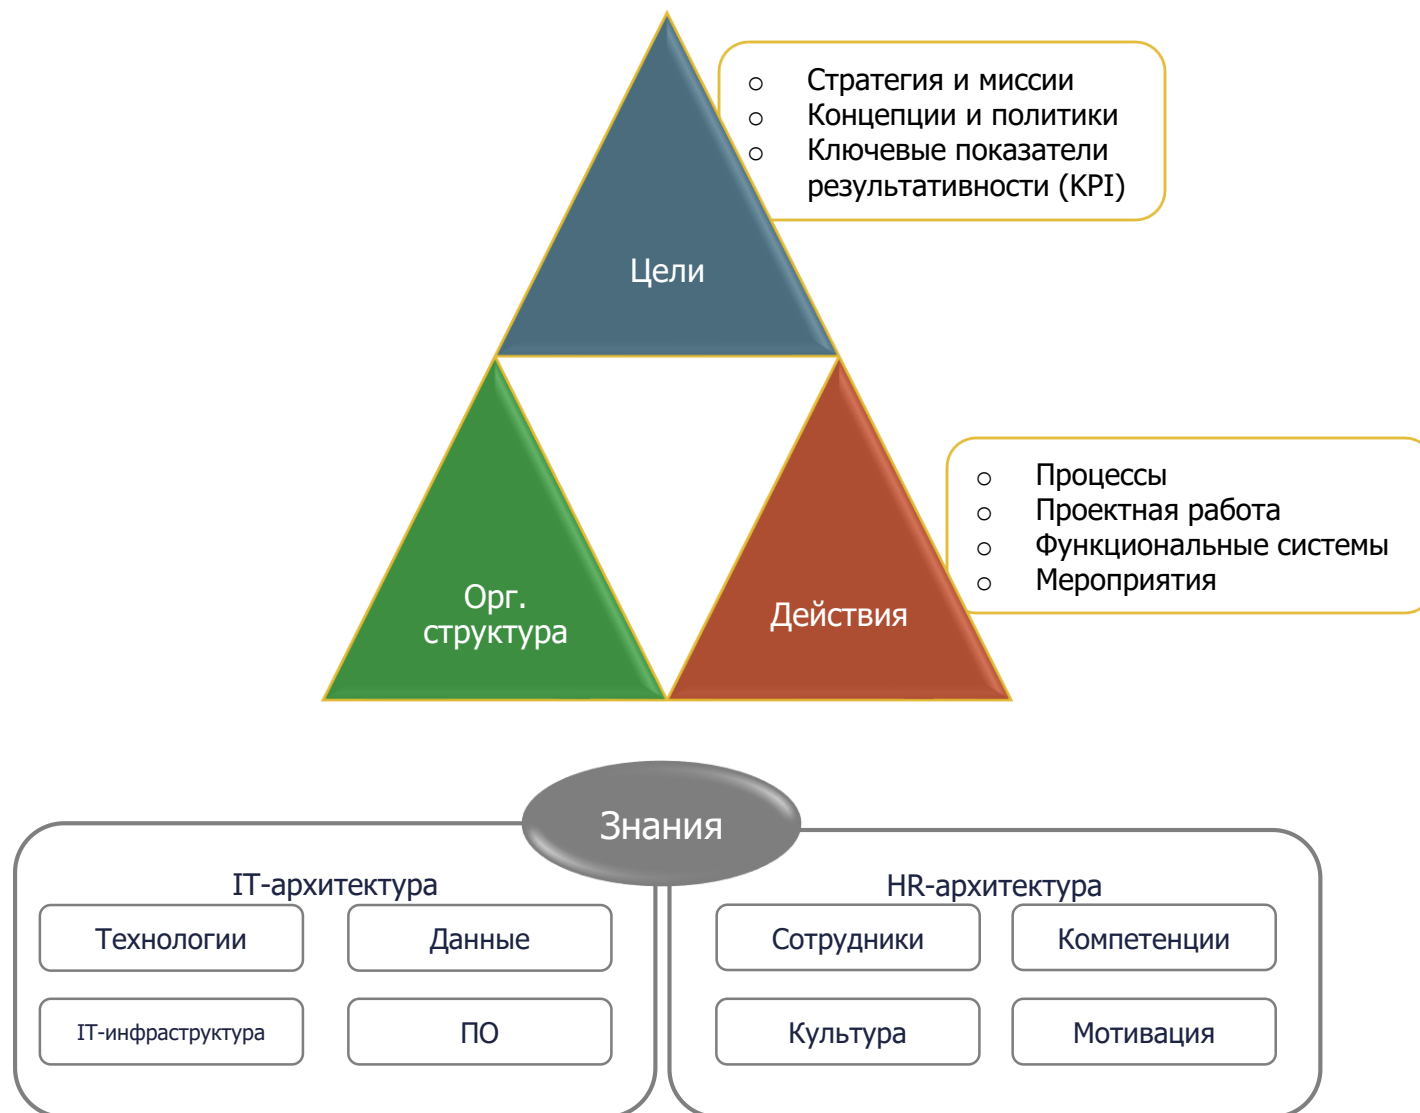 Стратегия и миссии
Концепции и политики
Ключевые показатели
результативности (KPI)
Цели
Процессы
Проектная работа
Функциональные системы
Мероприятия
Орг.
структура
Действия
Знания
IT-архитектура
HR-архитектура
Технологии
Данные
Сотрудники
Компетенции
IT-инфраструктура
ПО
Культура
Мотивация